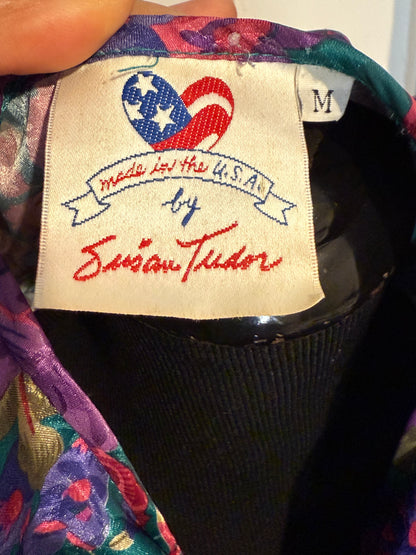 M
made in the U.S.A.
by
Susan Tudor